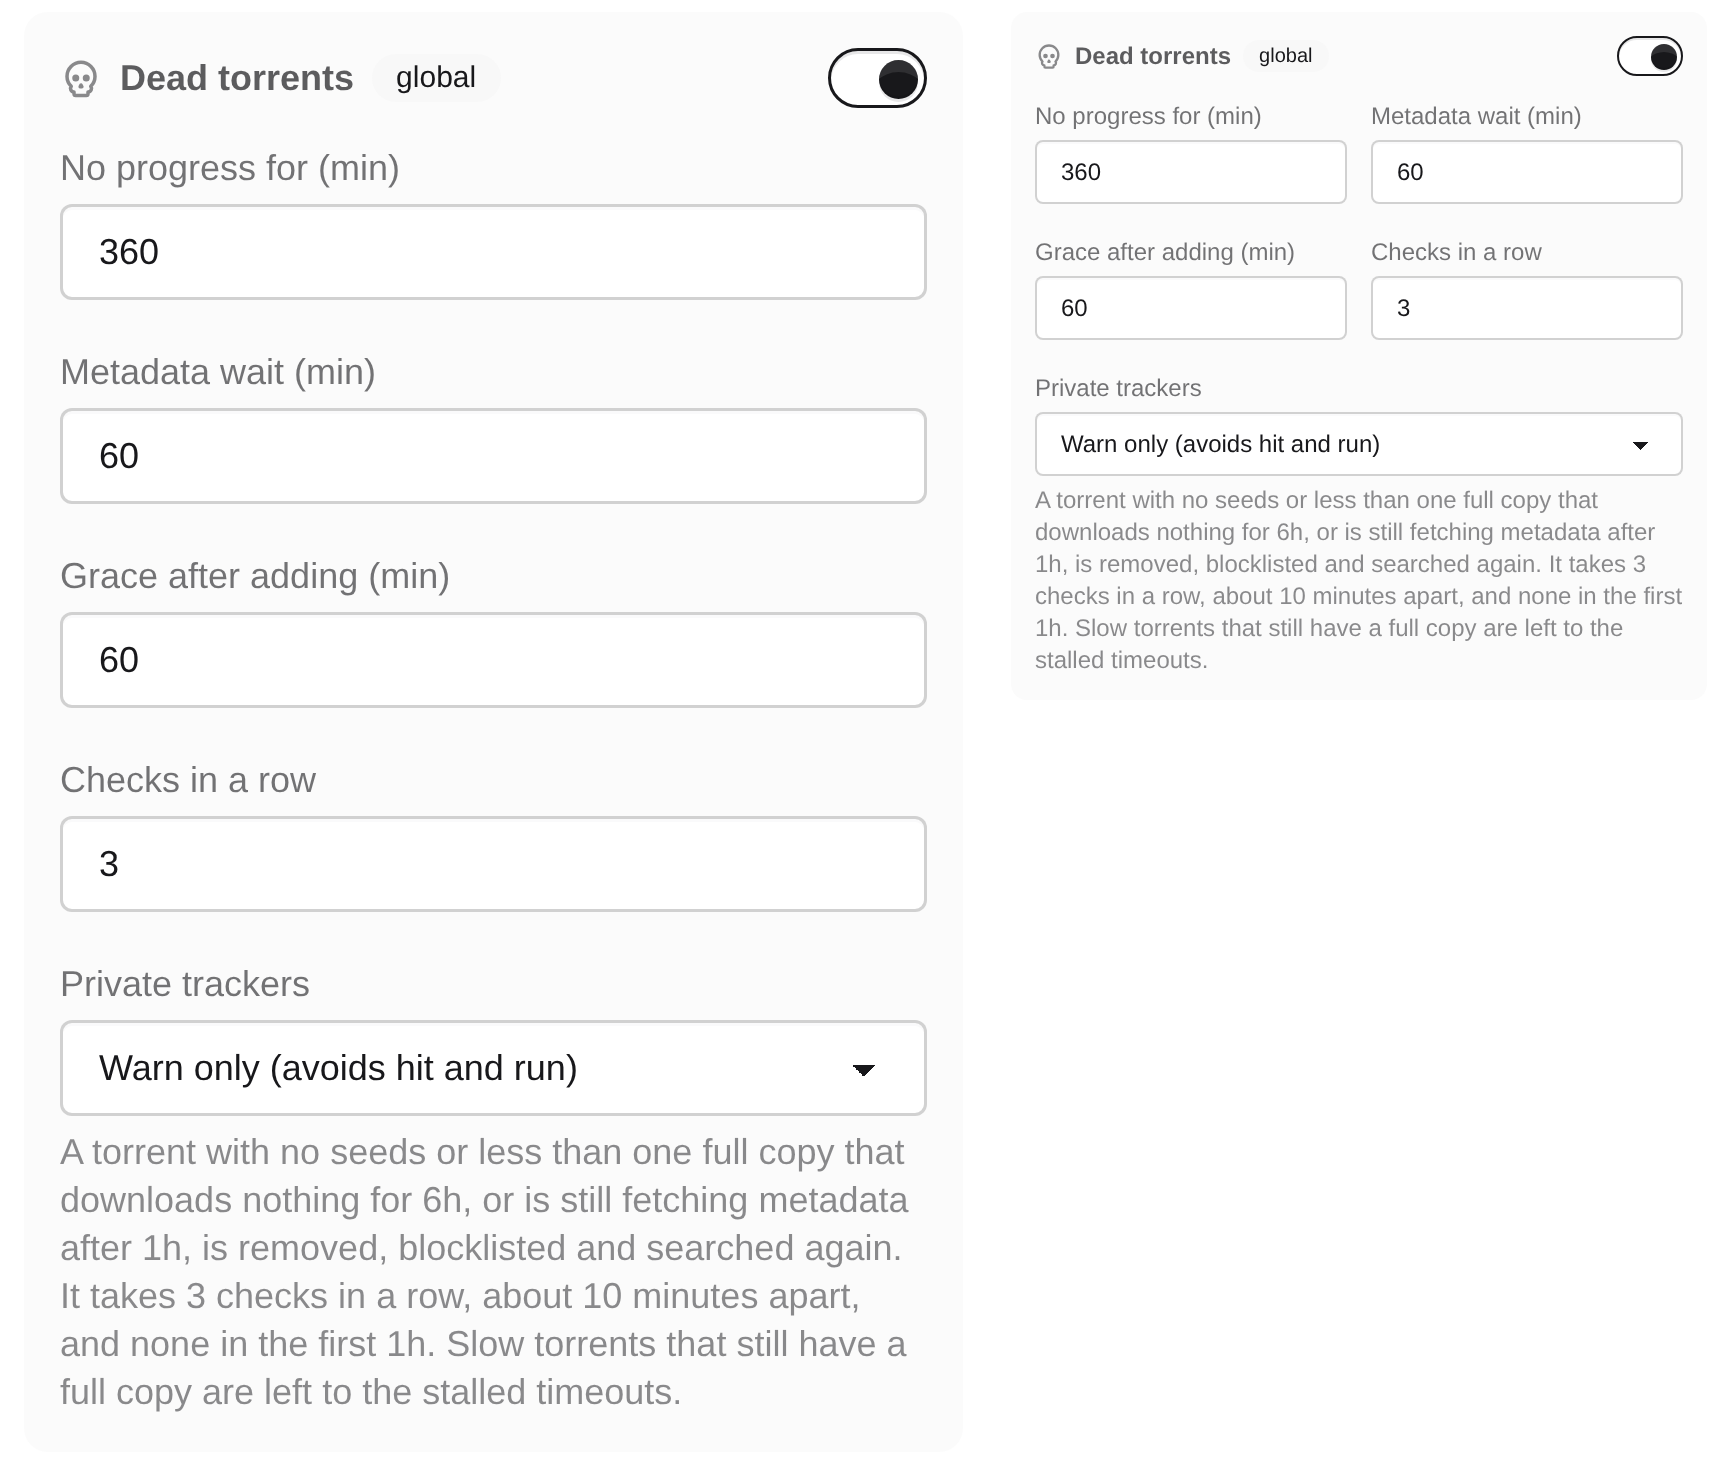 Dead torrents global
No progress for (min)
360
Metadata wait (min)
60
Grace after adding (min)
60
Checks in a row
3
Private trackers
Warn only (avoids hit and run)
A torrent with no seeds or less than one full copy that
downloads nothing for 6h, or is still fetching metadata
after 1h, is removed, blocklisted and searched again.
It takes 3 checks in a row, about 10 minutes apart,
and none in the first 1h. Slow torrents that still have a
full copy are left to the stalled timeouts.
Dead torrents global
No progress for (min)
360
Metadata wait (min)
60
Grace after adding (min)
60
Checks in a row
3
Private trackers
Warn only (avoids hit and run)
A torrent with no seeds or less than one full copy that
downloads nothing for 6h, or is still fetching metadata after
1h, is removed, blocklisted and searched again. It takes 3
checks in a row, about 10 minutes apart, and none in the first
1h. Slow torrents that still have a full copy are left to the
stalled timeouts.